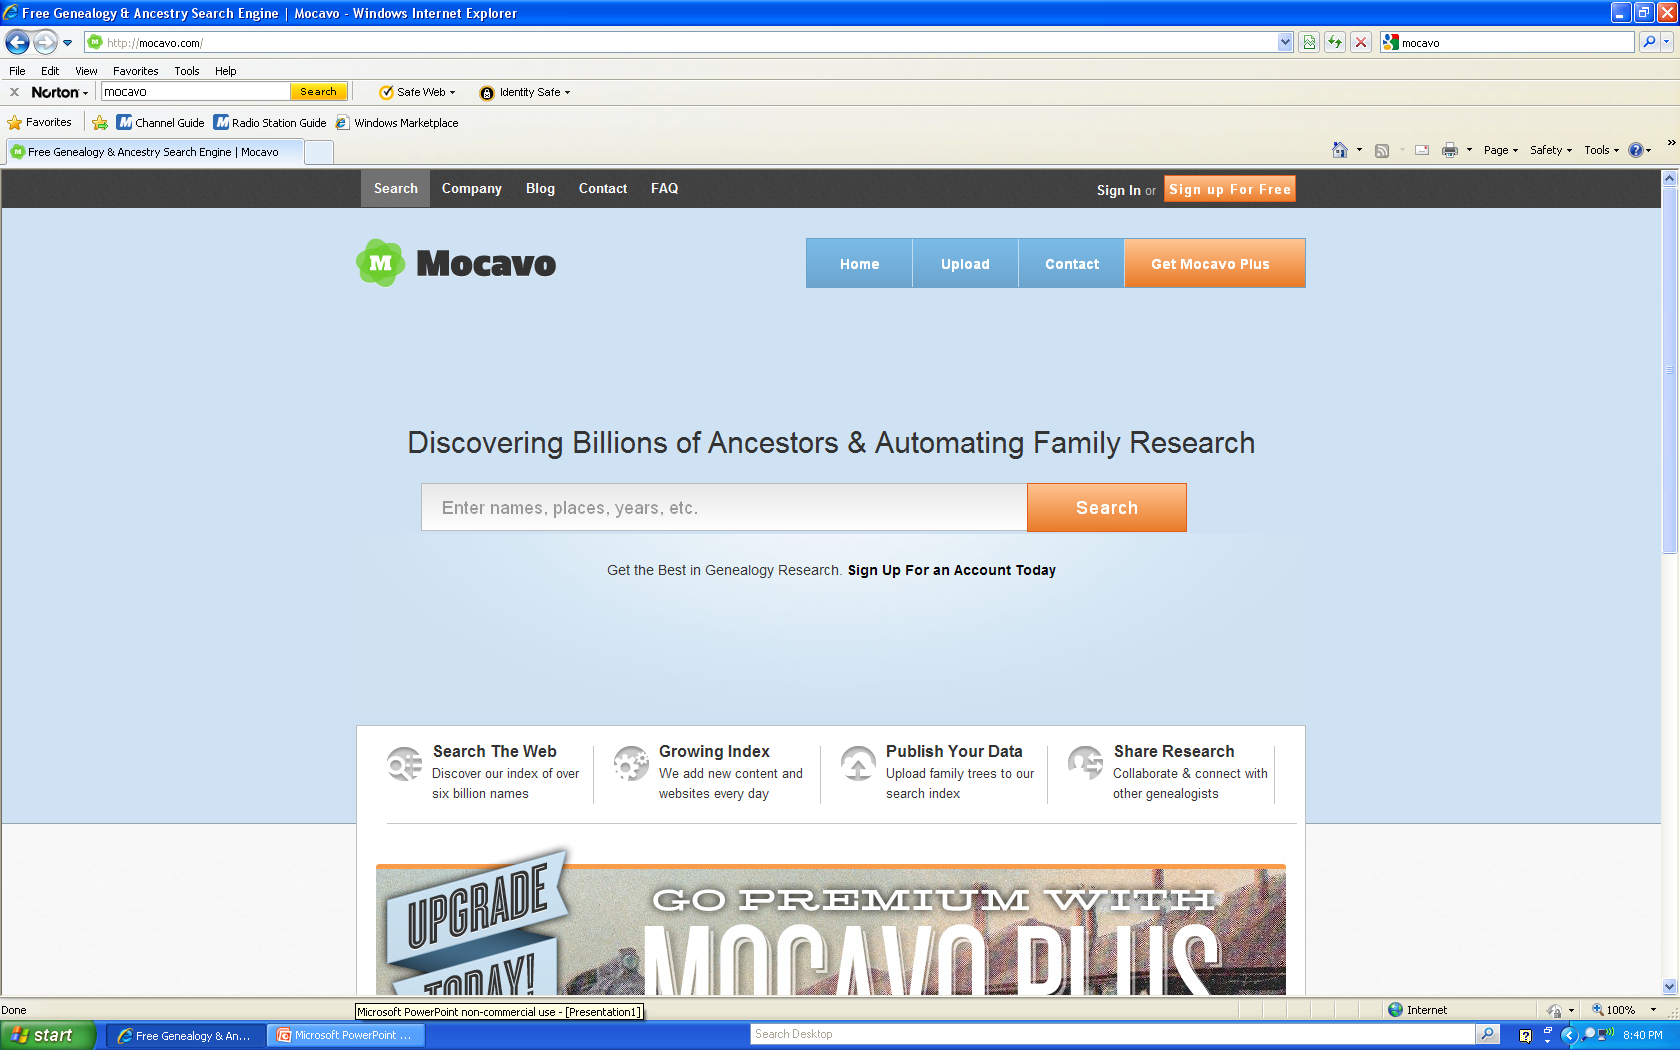 Free Genealogy & Ancestry Search Engine | Mocavo - Windows Internet Explorer
http://mocavo.com/
mocavo
File Edit View Favorites Tools Help
x Norton mocavo Search Safe Web Identity Safe
Favorites Channel Guide Radio Station Guide Windows Marketplace
Free Genealogy & Ancestry Search Engine | Mocavo
Page Safety Tools »
Search Company Blog Contact FAQ
Sign In or Sign up For Free
M Mocavo
Home Upload Contact Get Mocavo Plus
Discovering Billions of Ancestors & Automating Family Research
Enter names, places, years, etc. Search
Get the Best in Genealogy Research. Sign Up For an Account Today
Search The Web
Discover our index of over
six billion names
Growing Index
We add new content and
websites every day
Publish Your Data
Upload family trees to our
search index
Share Research
Collaborate & connect with
other genealogists
UPGRADE
TODAY!
GO PREMIUM WITH
MOCAVO PLUS
Done
Microsoft PowerPoint non-commercial use - [Presentation1]
Internet
100%
start
Free Genealogy & An...
Microsoft PowerPoint ...
Search Desktop
8:40 PM